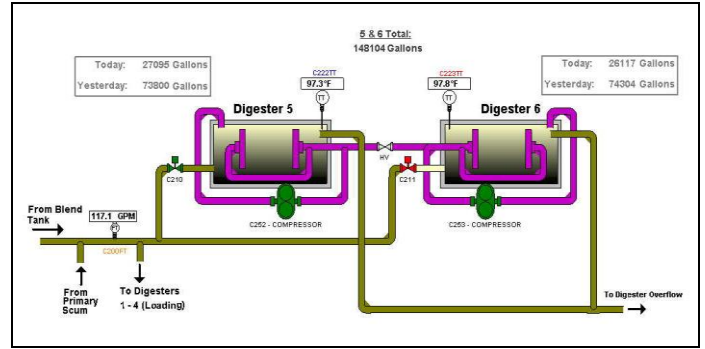 5 & 6 Total:
148104 Gallons
Today: 27095 Gallons
Yesterday: 73800 Gallons
C222TT
97.3°F
TT
C223TT
97.8°F
TT
Today: 26117 Gallons
Yesterday: 74304 Gallons
Digester 5
Digester 6
HV
C210
C211
C252 - COMPRESSOR
C253 - COMPRESSOR
From Blend
Tank
117.1 GPM
FT
C200FT
From
Primary
Scum
To Digesters
1 - 4 (Loading)
To Digester Overflow